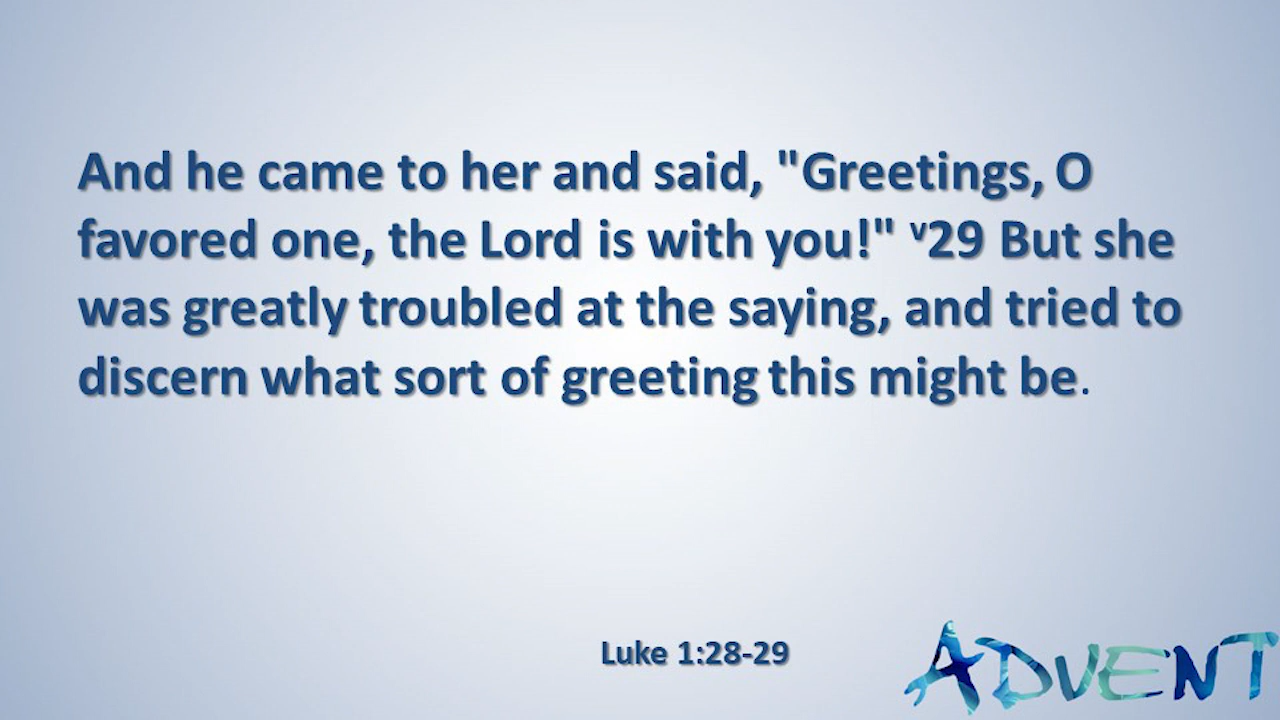 And he came to her and said, "Greetings, O
favored one, the Lord is with you!" ᵛ29 But she
was greatly troubled at the saying, and tried to
discern what sort of greeting this might be.
Luke 1:28-29
ADVENT